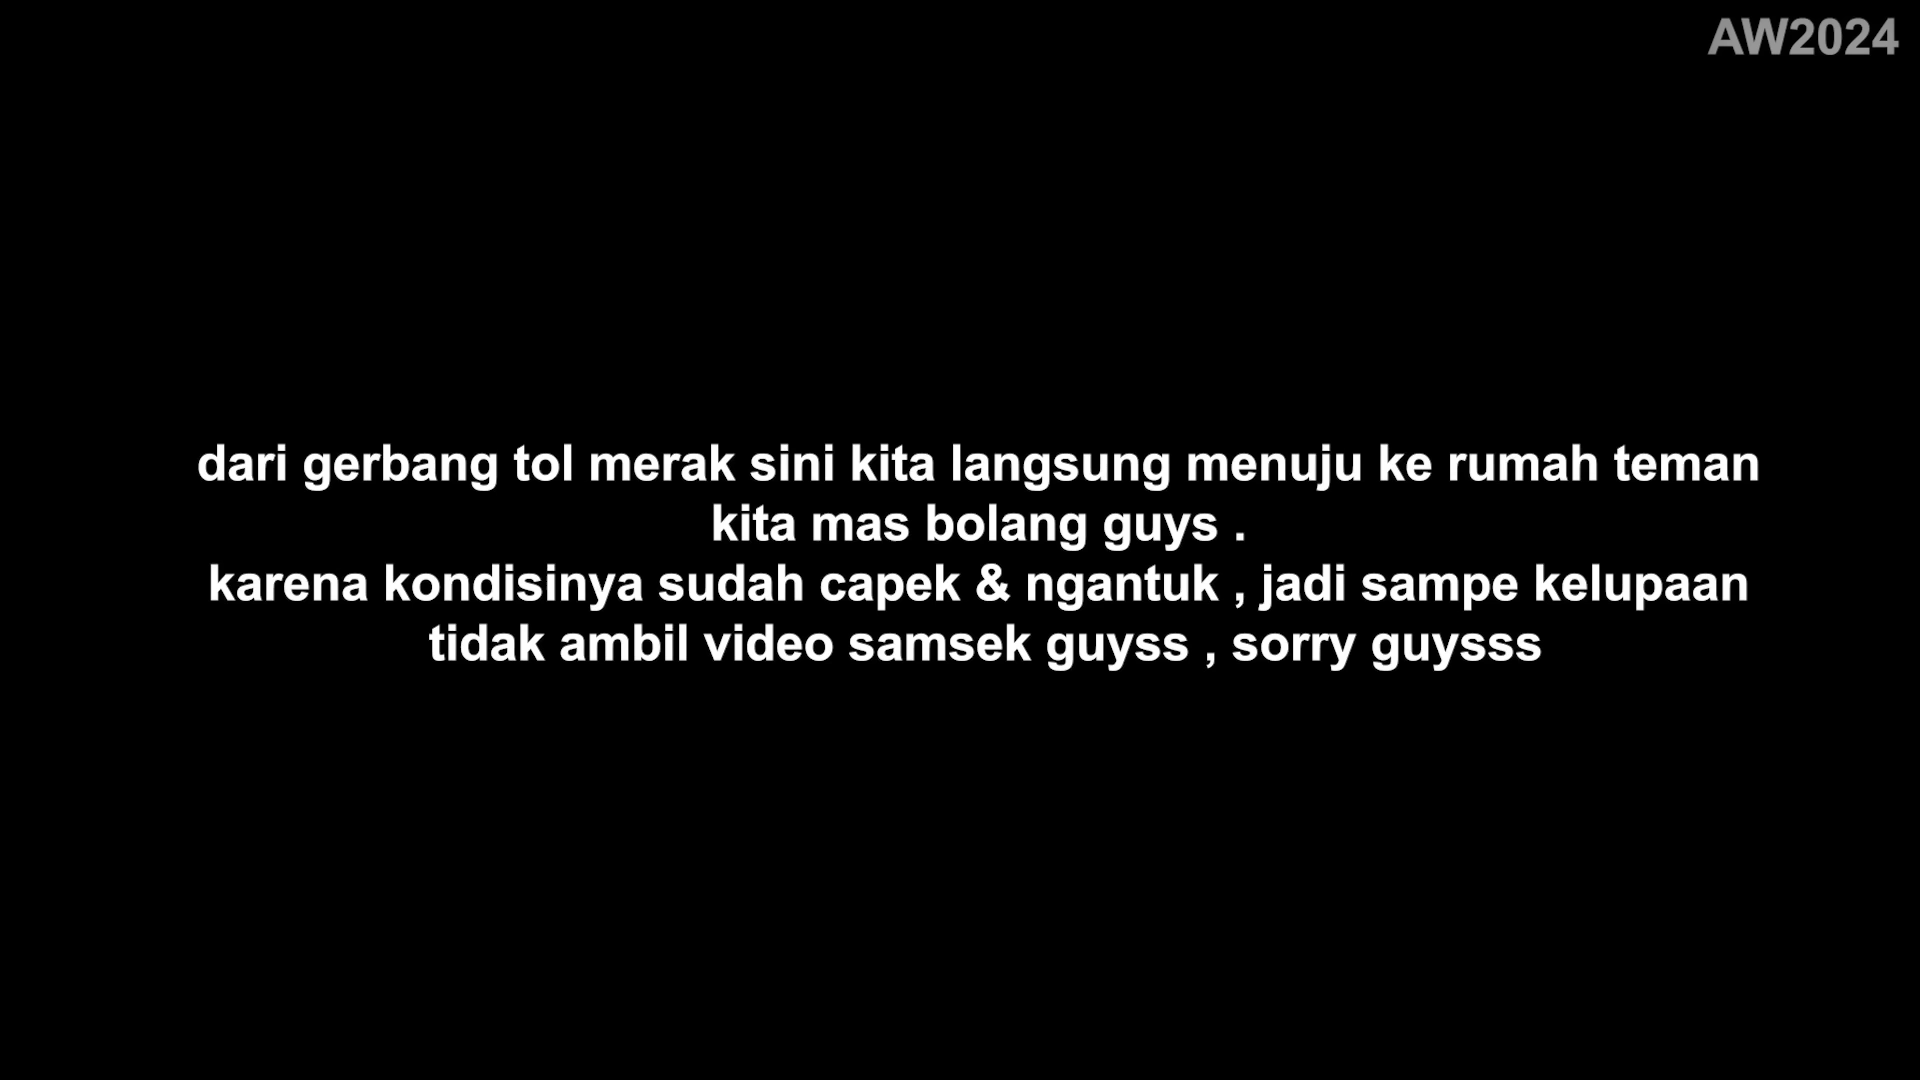 AW2024
dari gerbang tol merak sini kita langsung menuju ke rumah teman
kita mas bolang guys .
karena kondisinya sudah capek & ngantuk , jadi sampe kelupaan
tidak ambil video samsek guyss , sorry guysss